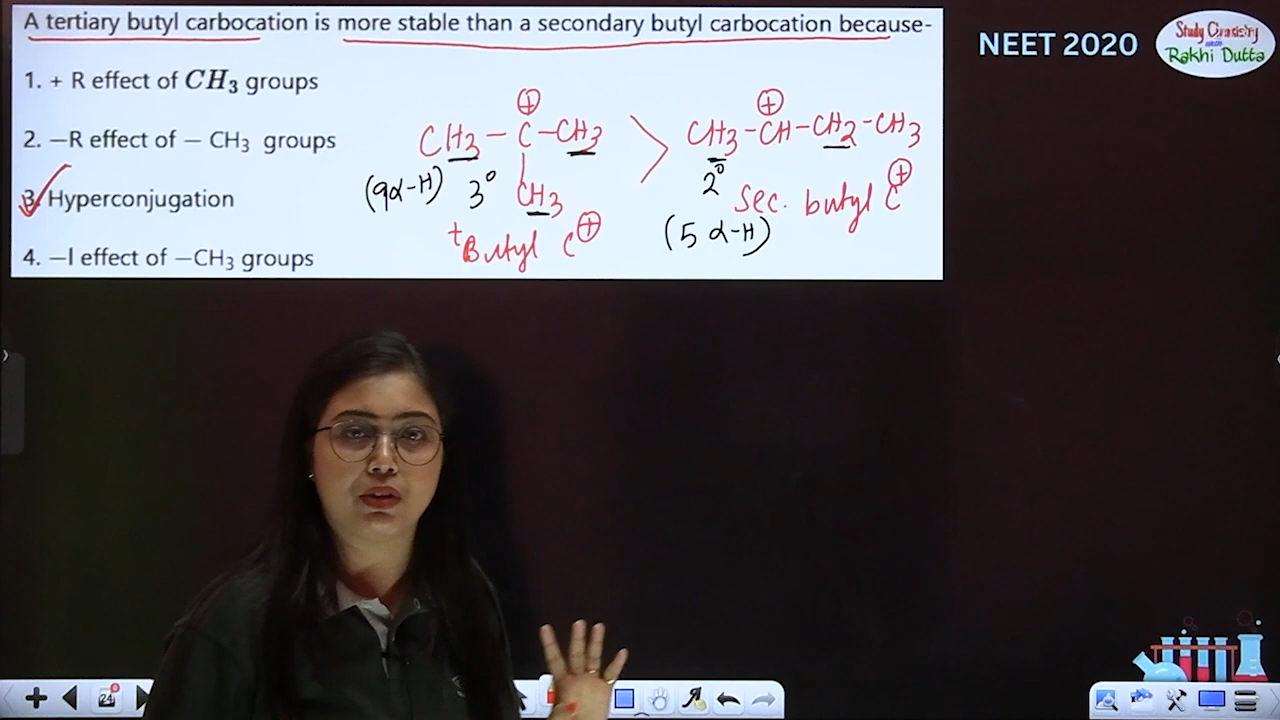 A tertiary butyl carbocation is more stable than a secondary butyl carbocation because-
NEET 2020
Study Chemistry
with
Rakhi Dutta
1. + R effect of CH₃ groups
2. –R effect of – CH₃ groups
3. Hyperconjugation
4. –I effect of –CH₃ groups
⊕
CH₃ – C – CH₃
CH₃
(9α-H) 3°
ᵗButyl C⊕
>
⊕
CH₃-CH-CH₂-CH₃
2°
Sec. butyl C⊕
(5 α-H)
24